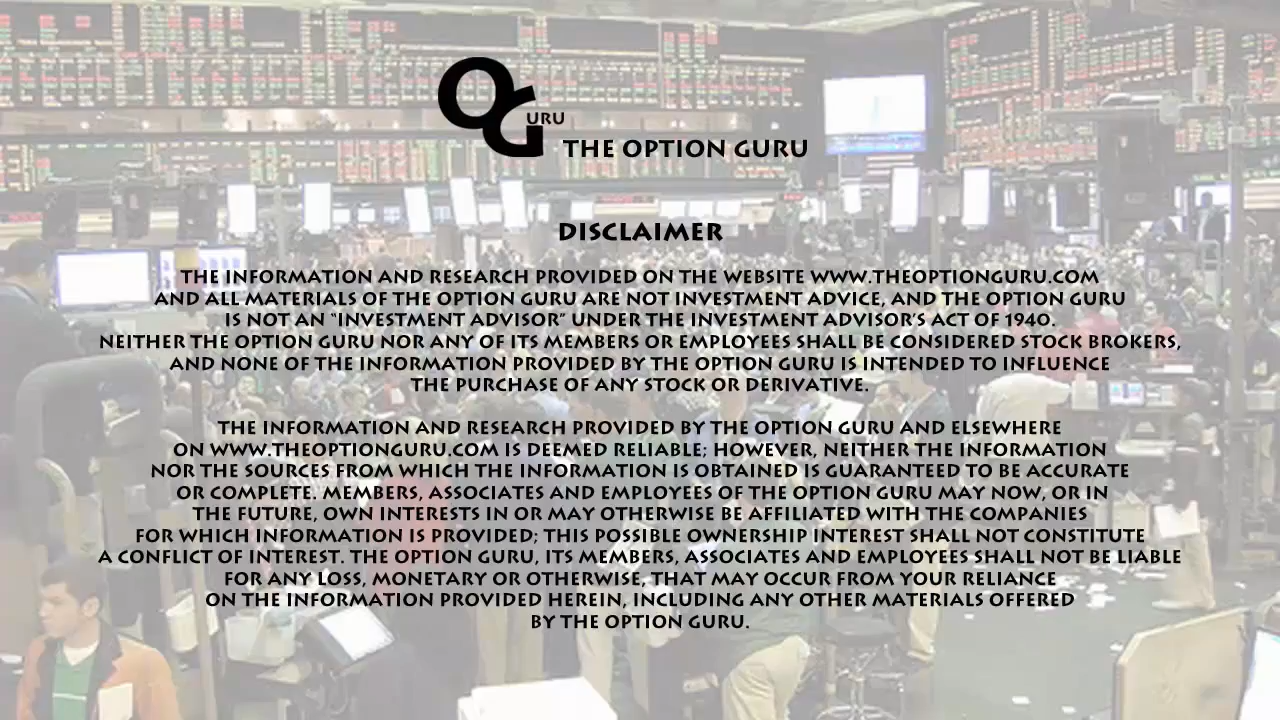 OGURU
THE OPTION GURU
DISCLAIMER
THE INFORMATION AND RESEARCH PROVIDED ON THE WEBSITE WWW.THEOPTIONGURU.COM
AND ALL MATERIALS OF THE OPTION GURU ARE NOT INVESTMENT ADVICE, AND THE OPTION GURU
IS NOT AN “INVESTMENT ADVISOR” UNDER THE INVESTMENT ADVISOR’S ACT OF 1940.
NEITHER THE OPTION GURU NOR ANY OF ITS MEMBERS OR EMPLOYEES SHALL BE CONSIDERED STOCK BROKERS,
AND NONE OF THE INFORMATION PROVIDED BY THE OPTION GURU IS INTENDED TO INFLUENCE
THE PURCHASE OF ANY STOCK OR DERIVATIVE.
THE INFORMATION AND RESEARCH PROVIDED BY THE OPTION GURU AND ELSEWHERE
ON WWW.THEOPTIONGURU.COM IS DEEMED RELIABLE; HOWEVER, NEITHER THE INFORMATION
NOR THE SOURCES FROM WHICH THE INFORMATION IS OBTAINED IS GUARANTEED TO BE ACCURATE
OR COMPLETE. MEMBERS, ASSOCIATES AND EMPLOYEES OF THE OPTION GURU MAY NOW, OR IN
THE FUTURE, OWN INTERESTS IN OR MAY OTHERWISE BE AFFILIATED WITH THE COMPANIES
FOR WHICH INFORMATION IS PROVIDED; THIS POSSIBLE OWNERSHIP INTEREST SHALL NOT CONSTITUTE
A CONFLICT OF INTEREST. THE OPTION GURU, ITS MEMBERS, ASSOCIATES AND EMPLOYEES SHALL NOT BE LIABLE
FOR ANY LOSS, MONETARY OR OTHERWISE, THAT MAY OCCUR FROM YOUR RELIANCE
ON THE INFORMATION PROVIDED HEREIN, INCLUDING ANY OTHER MATERIALS OFFERED
BY THE OPTION GURU.